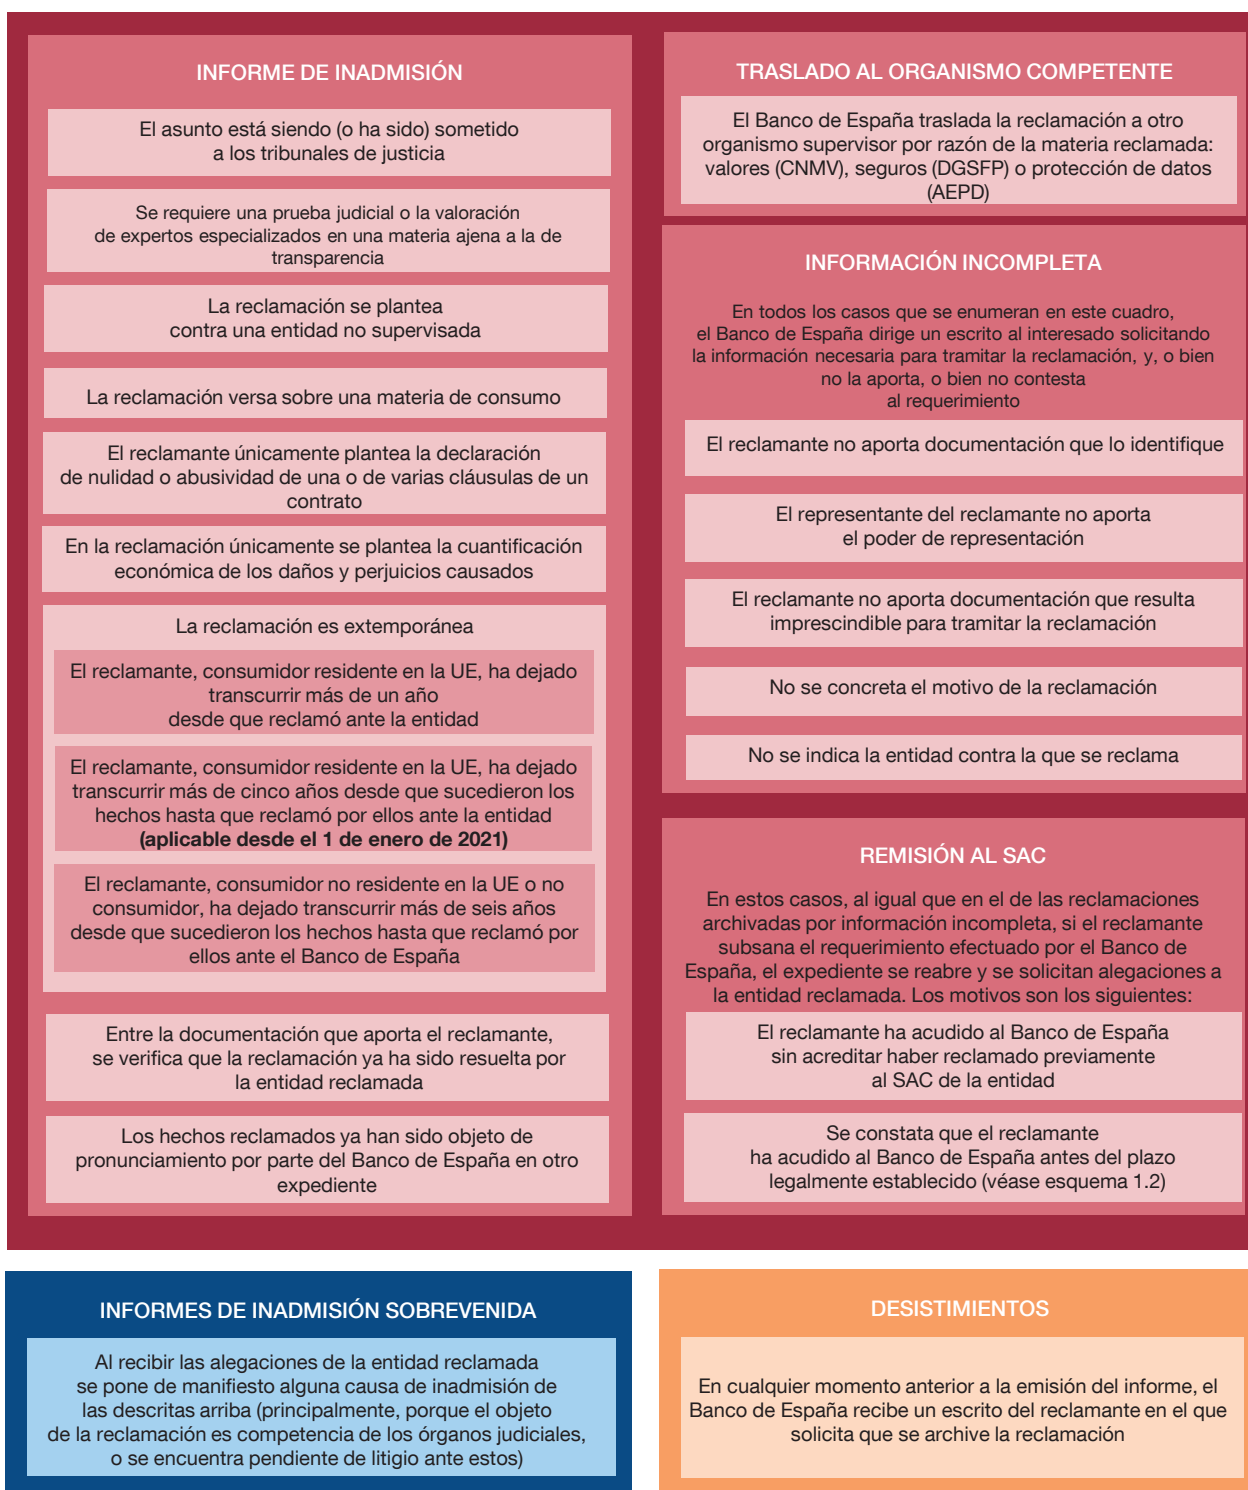 INFORME DE INADMISIÓN
El asunto está siendo (o ha sido) sometido
a los tribunales de justicia
Se requiere una prueba judicial o la valoración
de expertos especializados en una materia ajena a la de
transparencia
La reclamación se plantea
contra una entidad no supervisada
La reclamación versa sobre una materia de consumo
El reclamante únicamente plantea la declaración
de nulidad o abusividad de una o de varias cláusulas de un
contrato
En la reclamación únicamente se plantea la cuantificación
económica de los daños y perjuicios causados
La reclamación es extemporánea
El reclamante, consumidor residente en la UE, ha dejado
transcurrir más de un año
desde que reclamó ante la entidad
El reclamante, consumidor residente en la UE, ha dejado
transcurrir más de cinco años desde que sucedieron los
hechos hasta que reclamó por ellos ante la entidad
(aplicable desde el 1 de enero de 2021)
El reclamante, consumidor no residente en la UE o no
consumidor, ha dejado transcurrir más de seis años
desde que sucedieron los hechos hasta que reclamó por
ellos ante el Banco de España
Entre la documentación que aporta el reclamante,
se verifica que la reclamación ya ha sido resuelta por
la entidad reclamada
Los hechos reclamados ya han sido objeto de
pronunciamiento por parte del Banco de España en otro
expediente
TRASLADO AL ORGANISMO COMPETENTE
El Banco de España traslada la reclamación a otro
organismo supervisor por razón de la materia reclamada:
valores (CNMV), seguros (DGSFP) o protección de datos
(AEPD)
INFORMACIÓN INCOMPLETA
En todos los casos que se enumeran en este cuadro,
el Banco de España dirige un escrito al interesado solicitando
la información necesaria para tramitar la reclamación, y, o bien
no la aporta, o bien no contesta
al requerimiento
El reclamante no aporta documentación que lo identifique
El representante del reclamante no aporta
el poder de representación
El reclamante no aporta documentación que resulta
imprescindible para tramitar la reclamación
No se concreta el motivo de la reclamación
No se indica la entidad contra la que se reclama
REMISIÓN AL SAC
En estos casos, al igual que en el de las reclamaciones
archivadas por información incompleta, si el reclamante
subsana el requerimiento efectuado por el Banco de
España, el expediente se reabre y se solicitan alegaciones a
la entidad reclamada. Los motivos son los siguientes:
El reclamante ha acudido al Banco de España
sin acreditar haber reclamado previamente
al SAC de la entidad
Se constata que el reclamante
ha acudido al Banco de España antes del plazo
legalmente establecido (véase esquema 1.2)
INFORMES DE INADMISIÓN SOBREVENIDA
Al recibir las alegaciones de la entidad reclamada
se pone de manifiesto alguna causa de inadmisión de
las descritas arriba (principalmente, porque el objeto
de la reclamación es competencia de los órganos judiciales,
o se encuentra pendiente de litigio ante estos)
DESISTIMIENTOS
En cualquier momento anterior a la emisión del informe, el
Banco de España recibe un escrito del reclamante en el que
solicita que se archive la reclamación